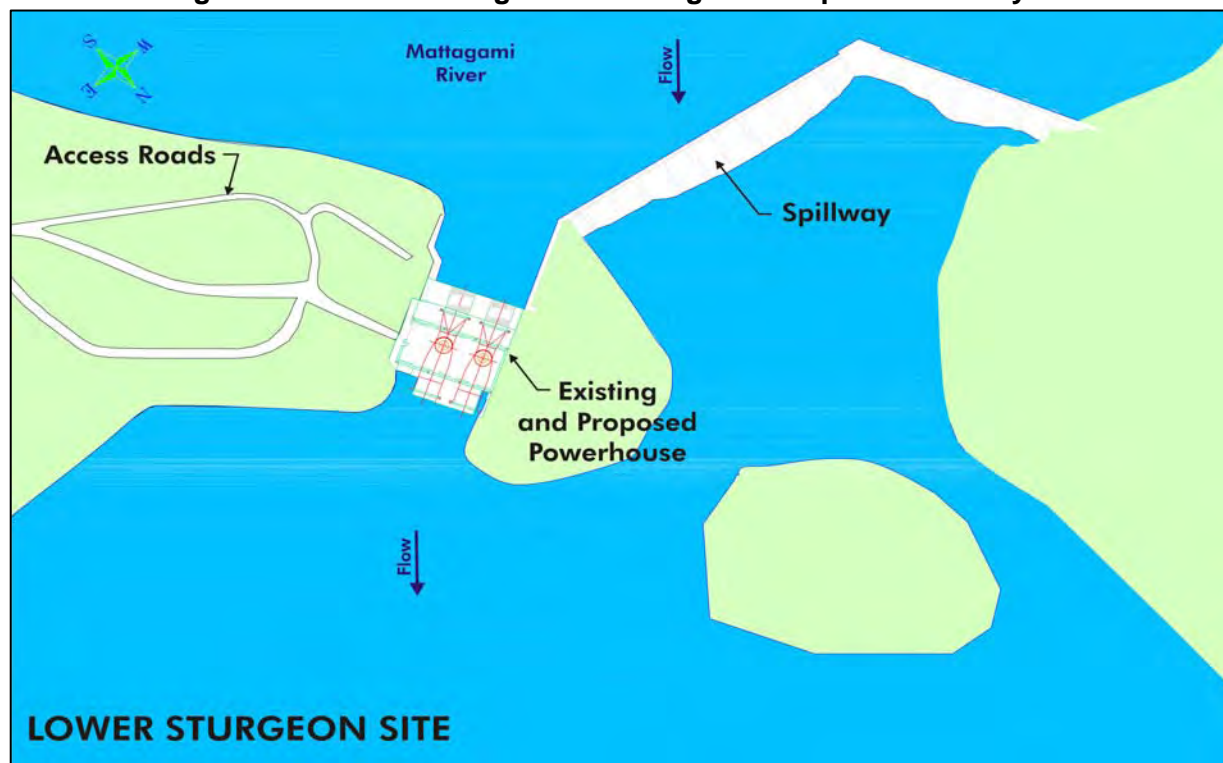 S
W
E
N
Mattagami
River
Flow
Access Roads
Spillway
Existing
and Proposed
Powerhouse
Flow
LOWER STURGEON SITE